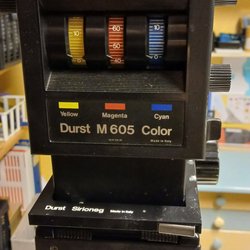 Yellow Magenta Cyan
Durst M 605 Color
Made in Italy
Durst Sirioneg Made in Italy